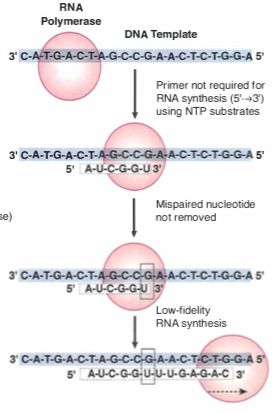 RNA
Polymerase
DNA Template
3' C-A-T-G-A-C-T-A-G-C-C-G-A-A-C-T-C-T-G-G-A 5'
Primer not required for
RNA synthesis (5'→3')
using NTP substrates
3' C-A-T-G-A-C-T-A-G-C-C-G-A-A-C-T-C-T-G-G-A 5'
5' A-U-C-G-G-U 3'
Mispaired nucleotide
not removed
se)
3' C-A-T-G-A-C-T-A-G-C-C-G-A-A-C-T-C-T-G-G-A 5'
5' A-U-C-G-G-U 3'
Low-fidelity
RNA synthesis
3' C-A-T-G-A-C-T-A-G-C-C-G-A-A-C-T-C-T-G-G-A 5'
5' A-U-C-G-G-U-U-U-G-A-G-A-C 3'